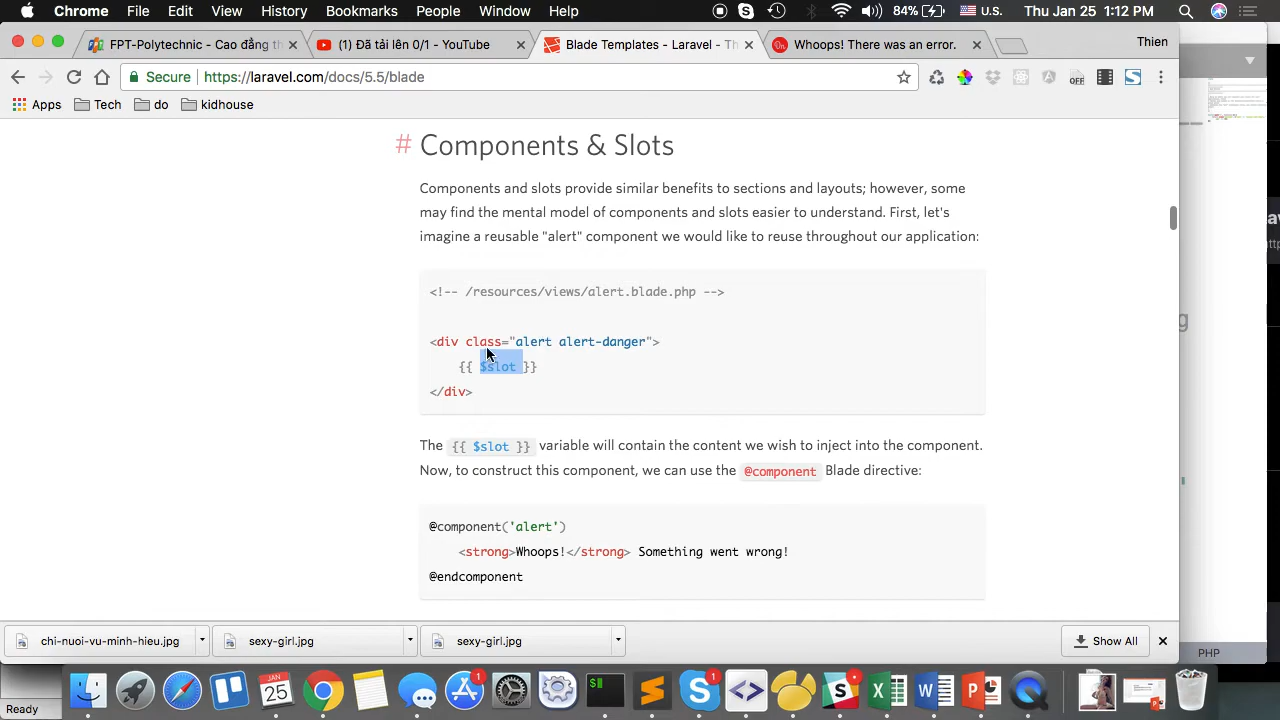 Chrome File Edit View History Bookmarks People Window Help 84% U.S. Thu Jan 25 1:12 PM
FPT-Polytechnic - Cao đẳng th (1) Đã tải lên 0/1 - YouTube Blade Templates - Laravel - Th Whoops! There was an error. Thien
Secure https://laravel.com/docs/5.5/blade OFF
Apps Tech do kidhouse
# Components & Slots
Components and slots provide similar benefits to sections and layouts; however, some
may find the mental model of components and slots easier to understand. First, let's
imagine a reusable "alert" component we would like to reuse throughout our application:
<!-- /resources/views/alert.blade.php -->
<div class="alert alert-danger">
{{ $slot }}
</div>
The {{ $slot }} variable will contain the content we wish to inject into the component.
Now, to construct this component, we can use the @component Blade directive:
@component('alert')
<strong>Whoops!</strong> Something went wrong!
@endcomponent
chi-nuoi-vu-minh-hieu.jpg sexy-girl.jpg sexy-girl.jpg Show All
PHP
JAN
25
1
1
Ready